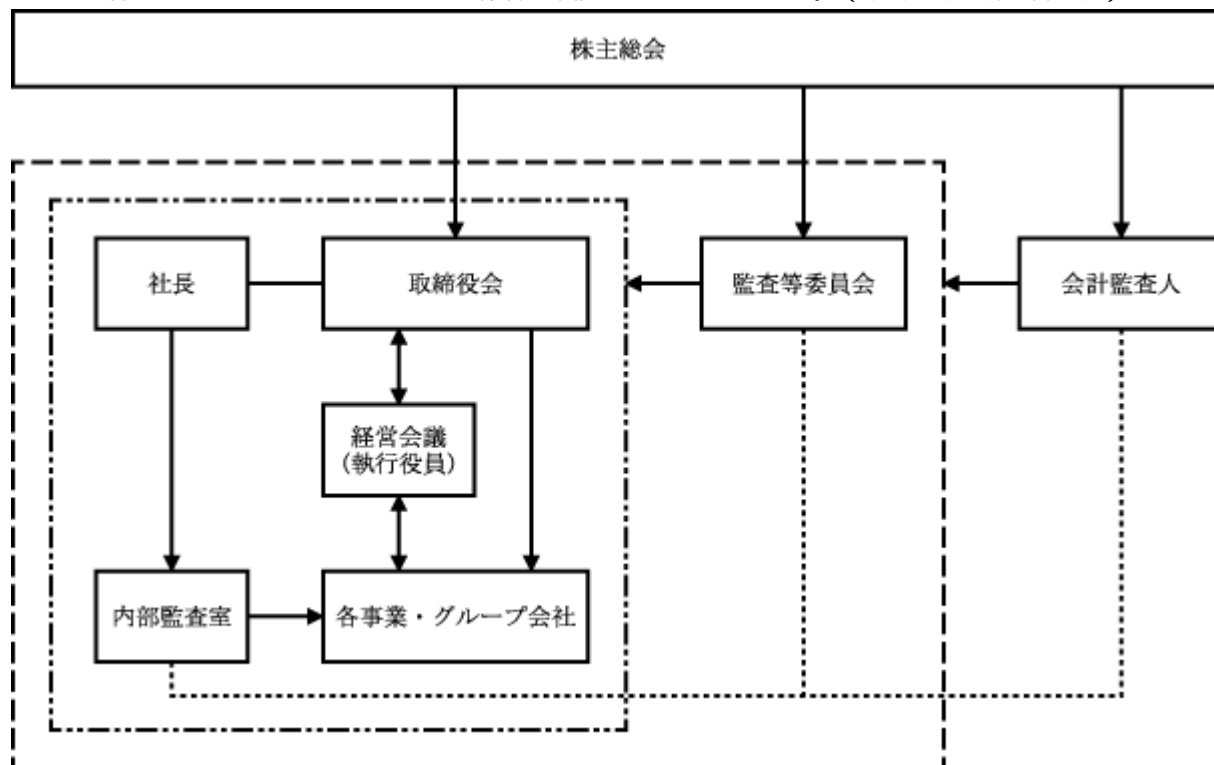 株主総会
社長
取締役会
監査等委員会
会計監査人
経営会議
(執行役員)
内部監査室
各事業・グループ会社